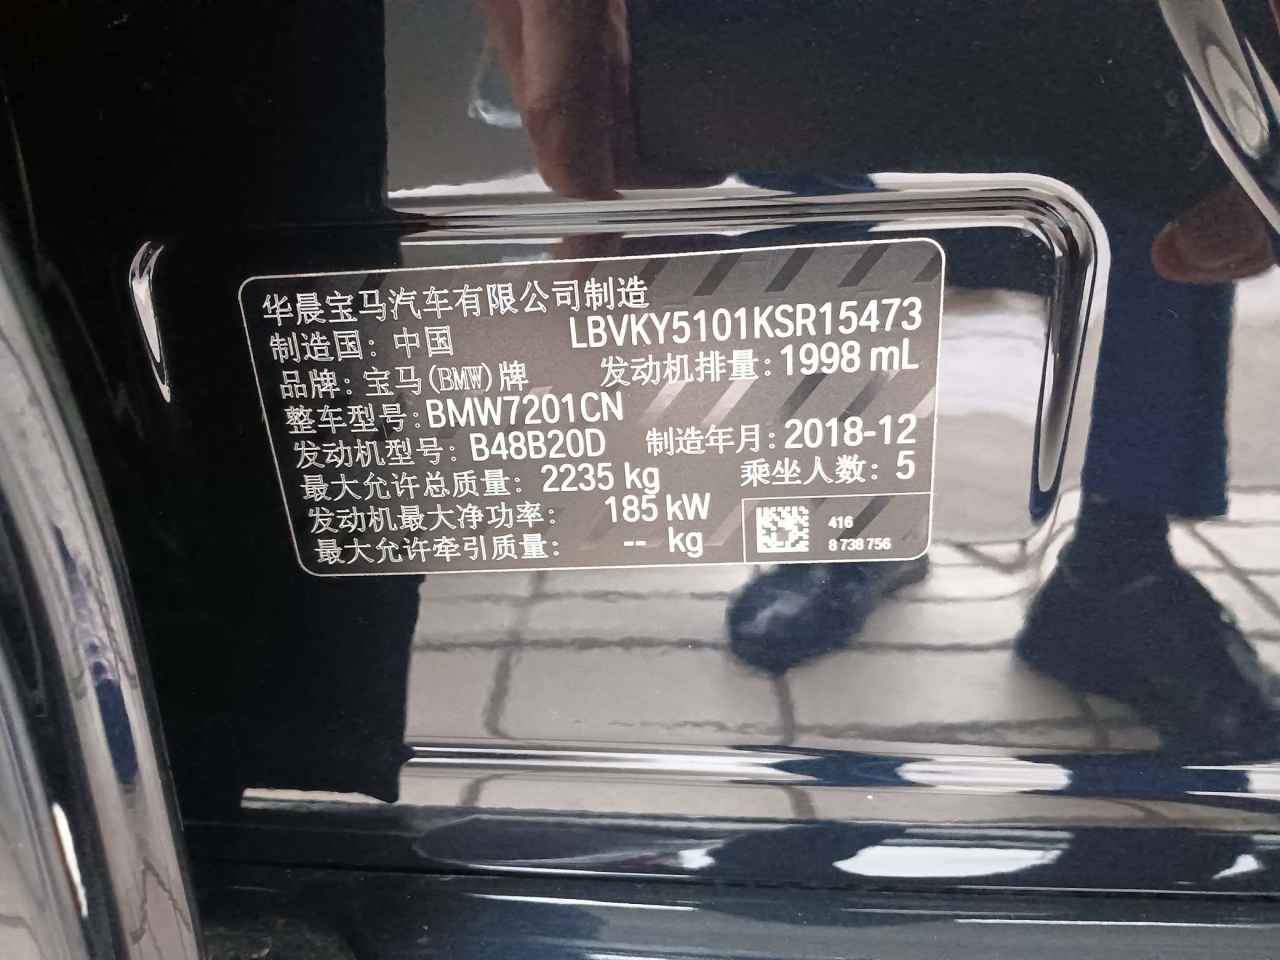 华晨宝马汽车有限公司制造
制造国：中国 LBVKY5101KSR15473
品牌：宝马(BMW)牌 发动机排量：1998 mL
整车型号：BMW7201CN
发动机型号：B48B20D 制造年月：2018-12
最大允许总质量：2235 kg 乘坐人数：5
发动机最大净功率：185 kW
最大允许牵引质量：-- kg
416
8 738 756